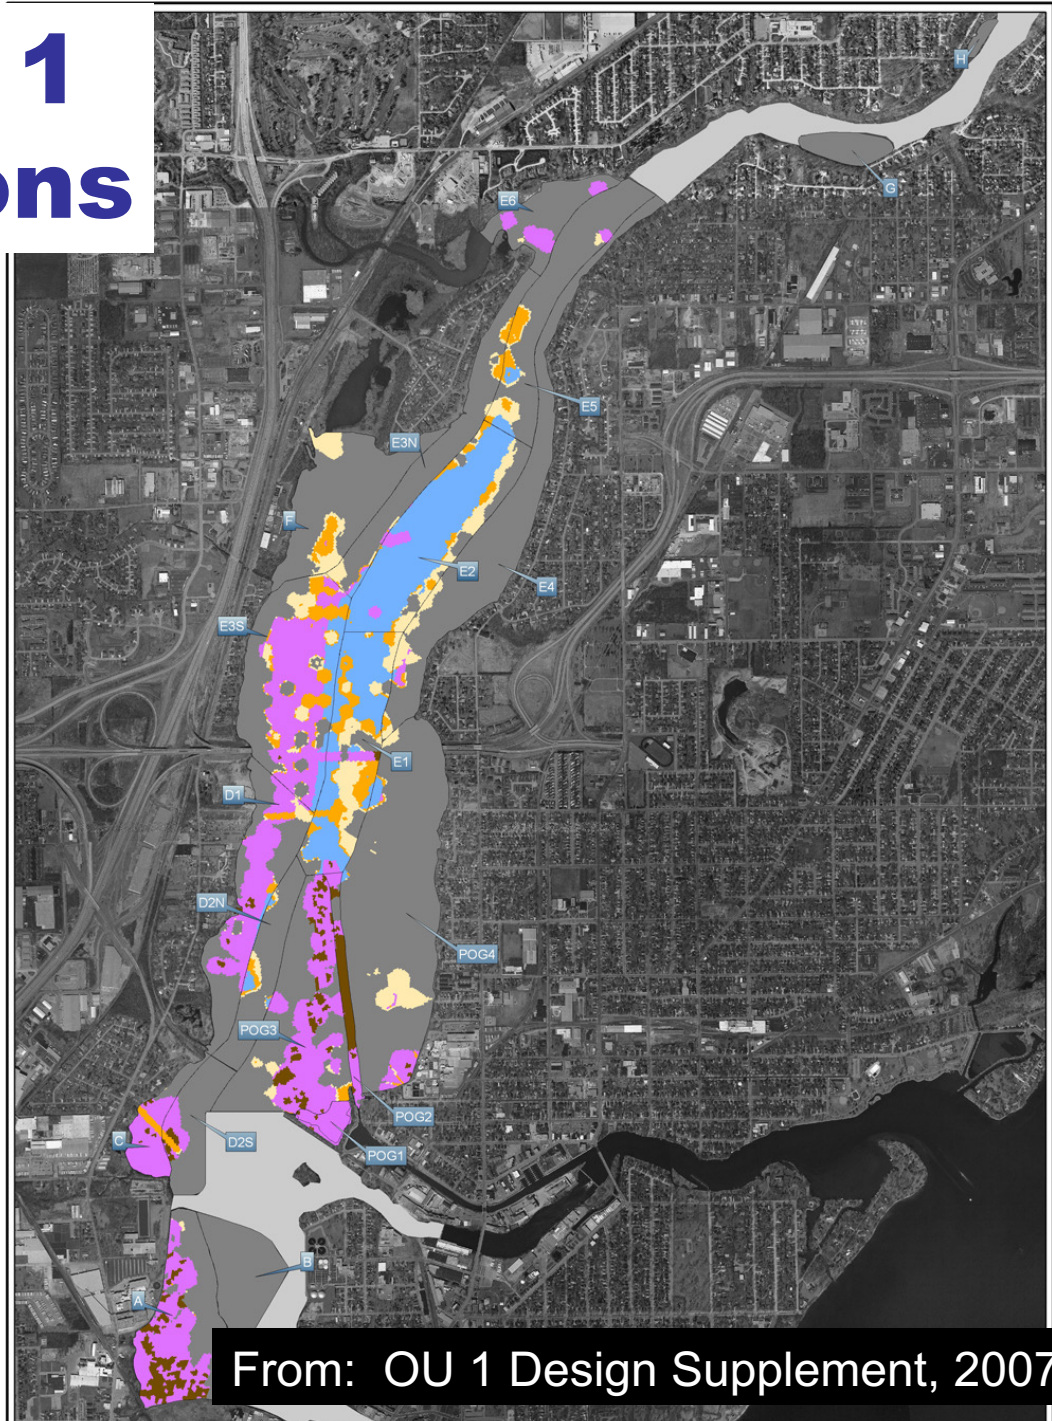 1
ons
H
G
E6
E5
E3N
F
E2
E4
E3S
E1
D1
D2N
POG4
POG3
POG2
C
D2S
POG1
B
A
From: OU 1 Design Supplement, 2007